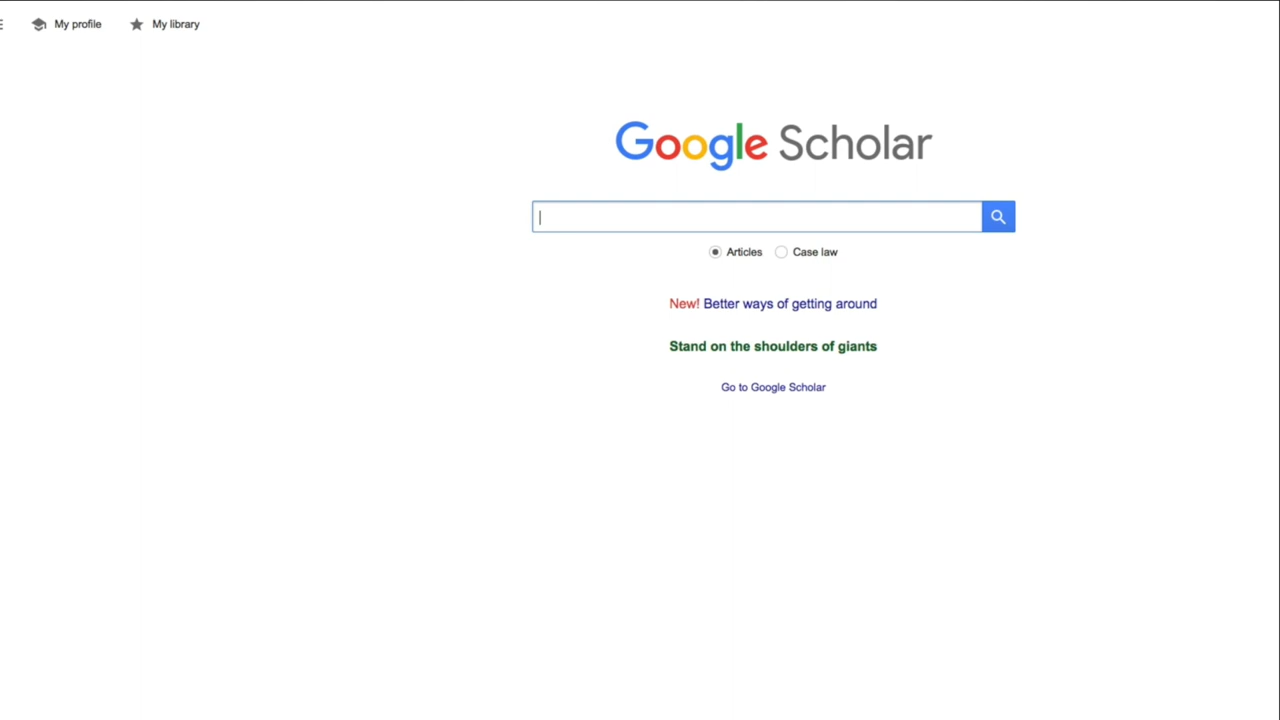 My profile My library
Google Scholar
Articles Case law
New! Better ways of getting around
Stand on the shoulders of giants
Go to Google Scholar